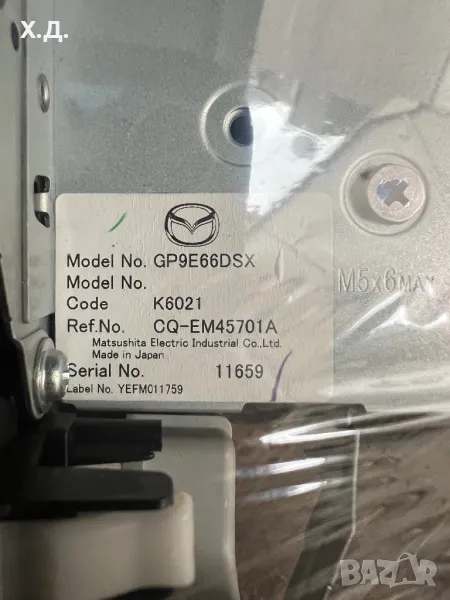 Х.Д.
Model No. GP9E66DSX
Model No.
Code K6021
Ref.No. CQ-EM45701A
Matsushita Electric Industrial Co.,Ltd.
Made in Japan
Serial No. 11659
Label No. YEFM011759
M5x6MAX
BAZAR